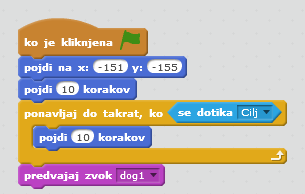 ko je kliknjena
pojdi na x: -151 y: -155
pojdi 10 korakov
ponavljaj do takrat, ko se dotika Cilj
pojdi 10 korakov
predvajaj zvok dog1